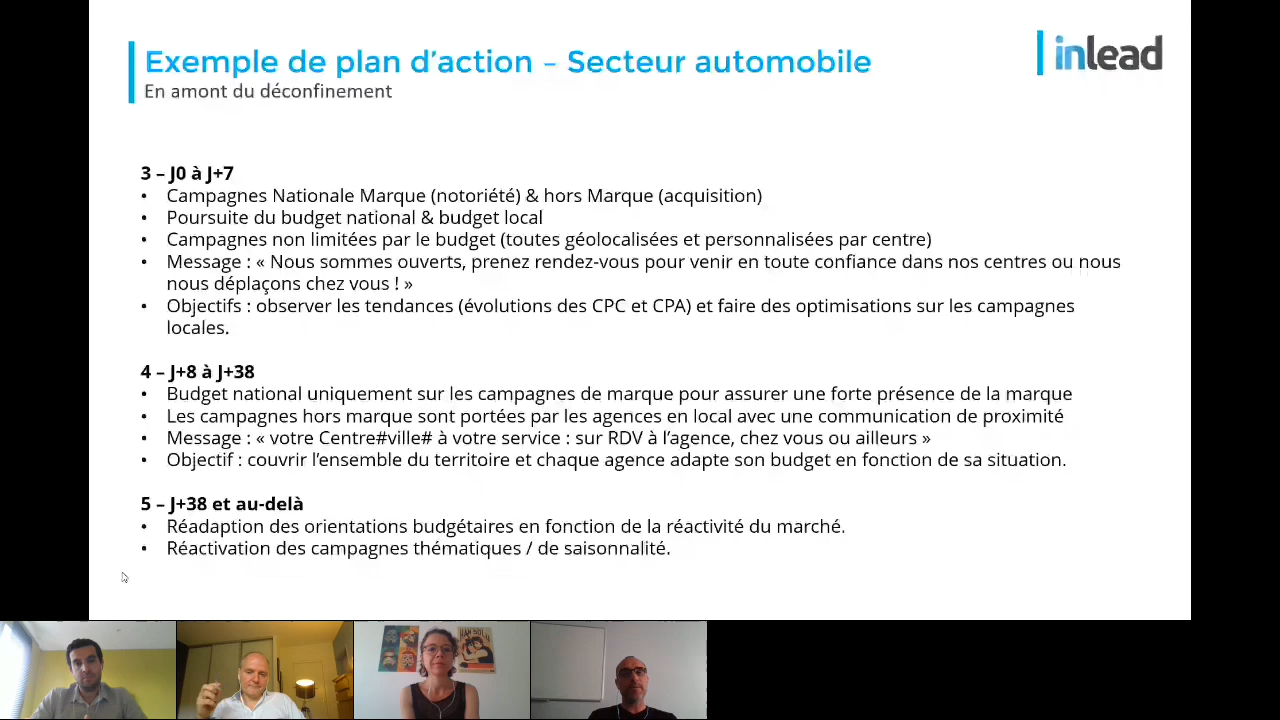 Exemple de plan d’action – Secteur automobile
inlead
En amont du déconfinement
3 – J0 à J+7
• Campagnes Nationale Marque (notoriété) & hors Marque (acquisition)
• Poursuite du budget national & budget local
• Campagnes non limitées par le budget (toutes géolocalisées et personnalisées par centre)
• Message : « Nous sommes ouverts, prenez rendez-vous pour venir en toute confiance dans nos centres ou nous
nous déplaçons chez vous ! »
• Objectifs : observer les tendances (évolutions des CPC et CPA) et faire des optimisations sur les campagnes
locales.
4 – J+8 à J+38
• Budget national uniquement sur les campagnes de marque pour assurer une forte présence de la marque
• Les campagnes hors marque sont portées par les agences en local avec une communication de proximité
• Message : « votre Centre#ville# à votre service : sur RDV à l’agence, chez vous ou ailleurs »
• Objectif : couvrir l’ensemble du territoire et chaque agence adapte son budget en fonction de sa situation.
5 – J+38 et au-delà
• Réadaption des orientations budgétaires en fonction de la réactivité du marché.
• Réactivation des campagnes thématiques / de saisonnalité.
HAN SOLO